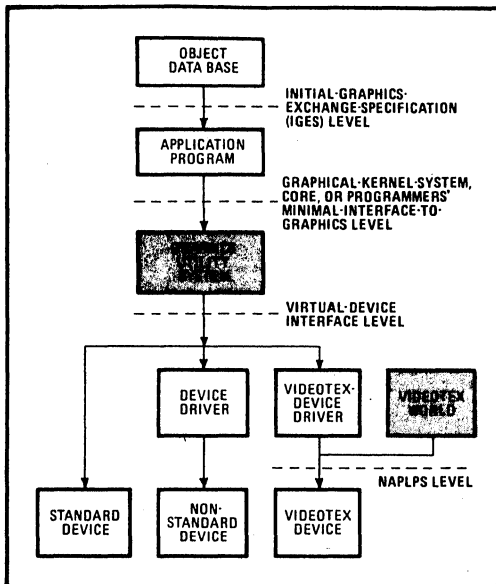 OBJECT
DATA BASE
INITIAL-GRAPHICS-
EXCHANGE-SPECIFICATION
(IGES) LEVEL
APPLICATION
PROGRAM
GRAPHICAL-KERNEL-SYSTEM,
CORE, OR PROGRAMMERS'
MINIMAL-INTERFACE-TO-
GRAPHICS LEVEL
UTILITY
SYSTEM
VIRTUAL-DEVICE
INTERFACE LEVEL
DEVICE
DRIVER
VIDEOTEX-
DEVICE
DRIVER
VIDEOTEX
WORLD
NAPLPS LEVEL
STANDARD
DEVICE
NON-
STANDARD
DEVICE
VIDEOTEX
DEVICE